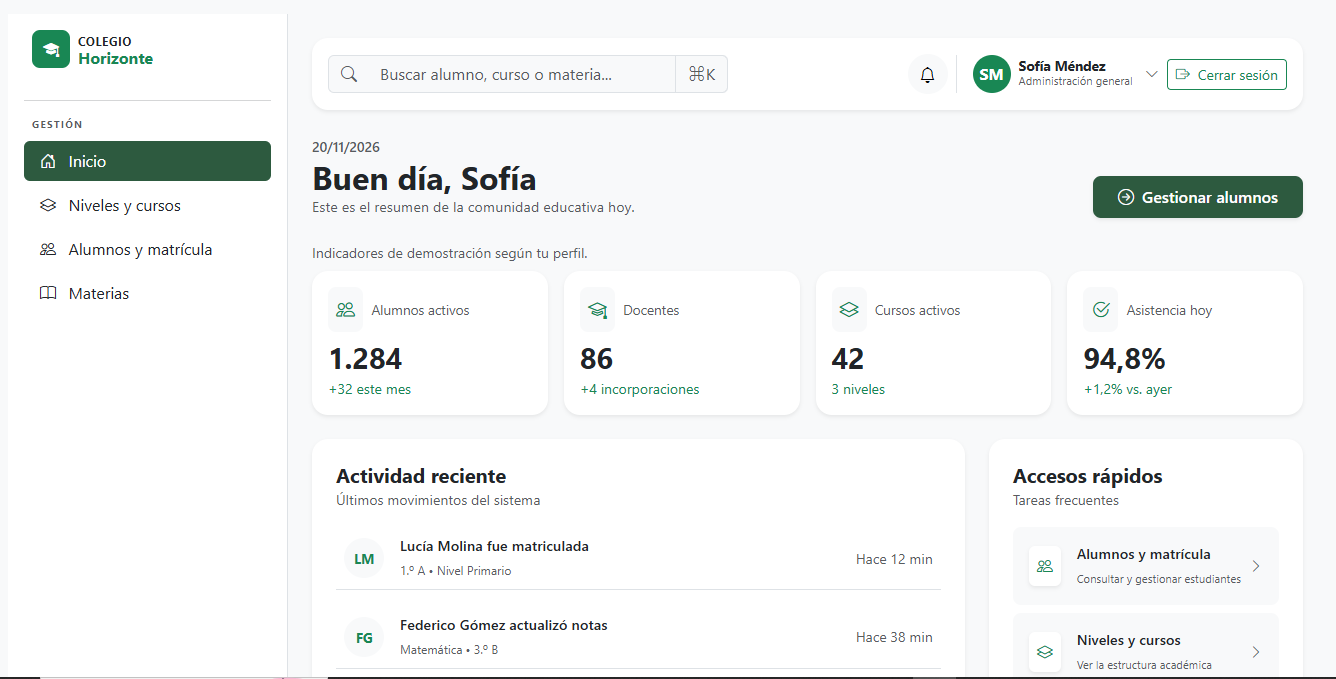 COLEGIO
Horizonte
GESTIÓN
Inicio
Niveles y cursos
Alumnos y matrícula
Materias
Buscar alumno, curso o materia...
⌘K
SM
Sofía Méndez
Administración general
Cerrar sesión
20/11/2026
Buen día, Sofía
Este es el resumen de la comunidad educativa hoy.
Gestionar alumnos
Indicadores de demostración según tu perfil.
Alumnos activos
1.284
+32 este mes
Docentes
86
+4 incorporaciones
Cursos activos
42
3 niveles
Asistencia hoy
94,8%
+1,2% vs. ayer
Actividad reciente
Últimos movimientos del sistema
LM
Lucía Molina fue matriculada
1.º A • Nivel Primario
Hace 12 min
FG
Federico Gómez actualizó notas
Matemática • 3.º B
Hace 38 min
Accesos rápidos
Tareas frecuentes
Alumnos y matrícula
Consultar y gestionar estudiantes
Niveles y cursos
Ver la estructura académica